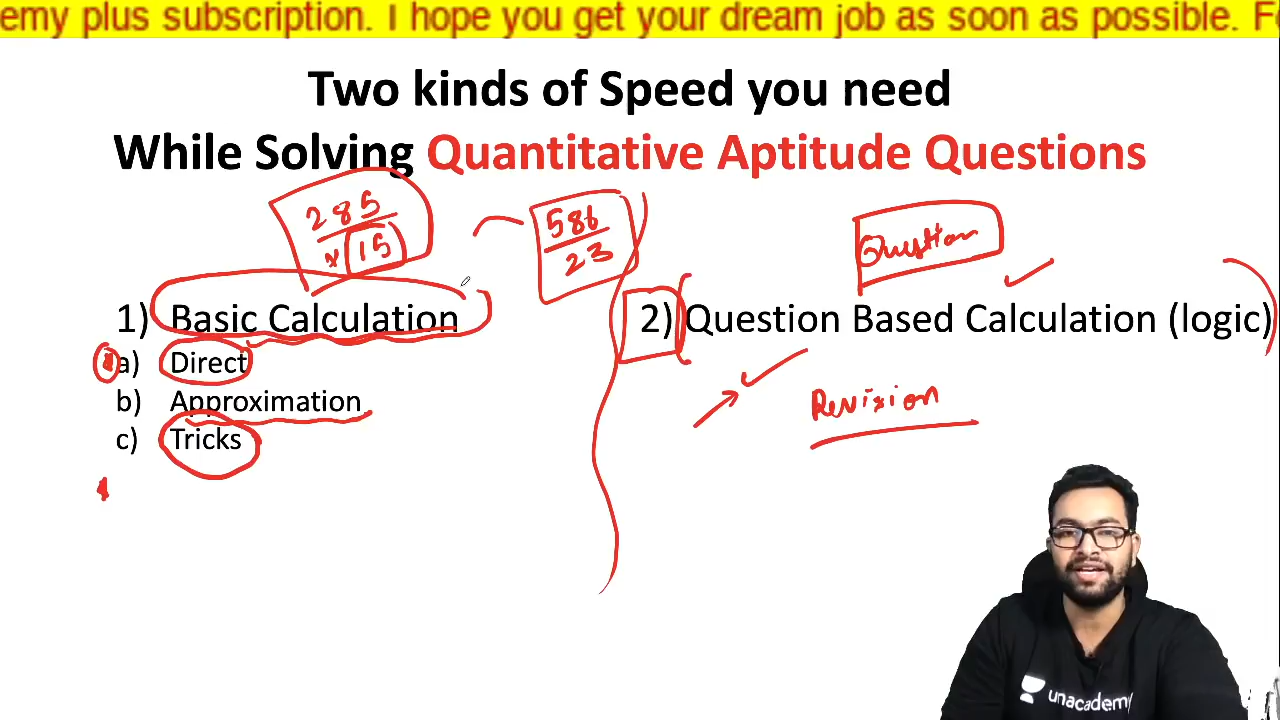 emy plus subscription. I hope you get your dream job as soon as possible. F
Two kinds of Speed you need
While Solving Quantitative Aptitude Questions
285
× 15
586
23
Question
1) Basic Calculation
a) Direct
b) Approximation
c) Tricks
2) Question Based Calculation (logic)
Revision
unacademy